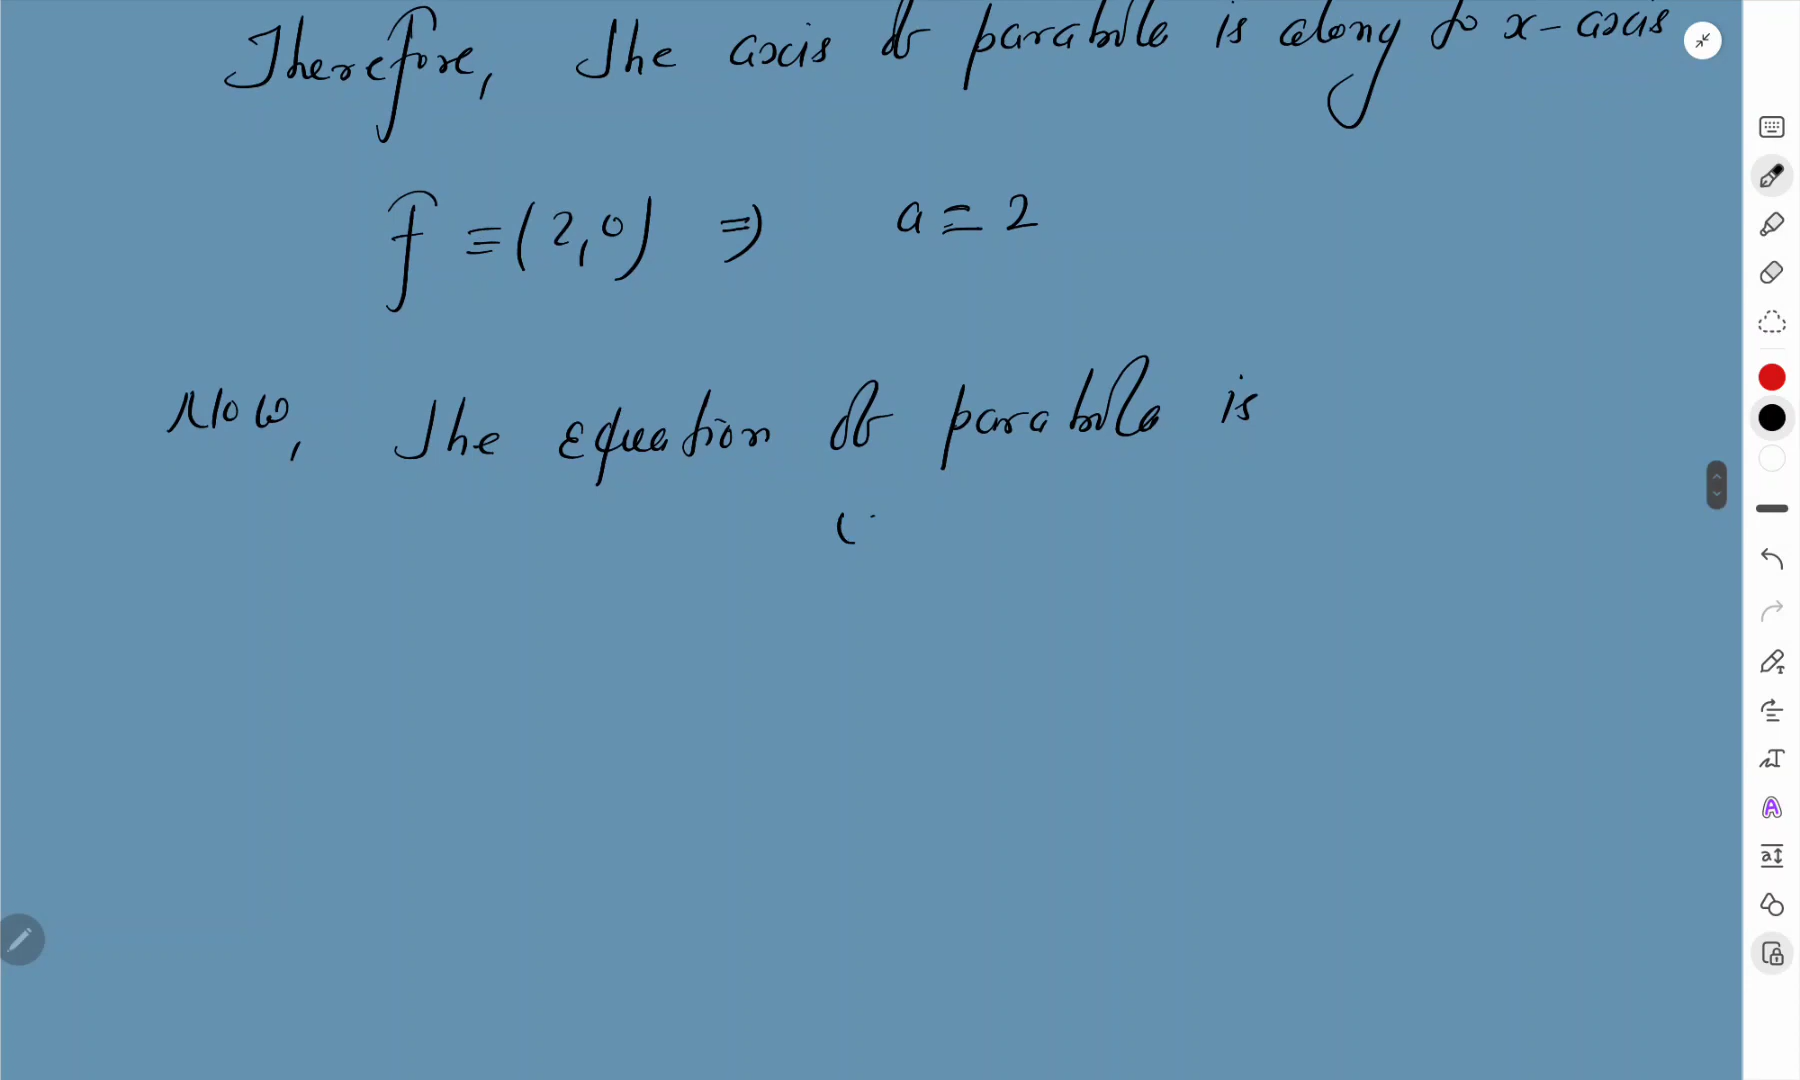 Therefore, The axis of parabola is along to x-axis
F ≡ (2,0) ⇒ a = 2
Now, The equation of parabola is
(